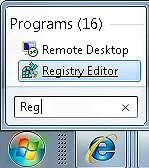 Programs (16)
Remote Desktop
Registry Editor
Reg